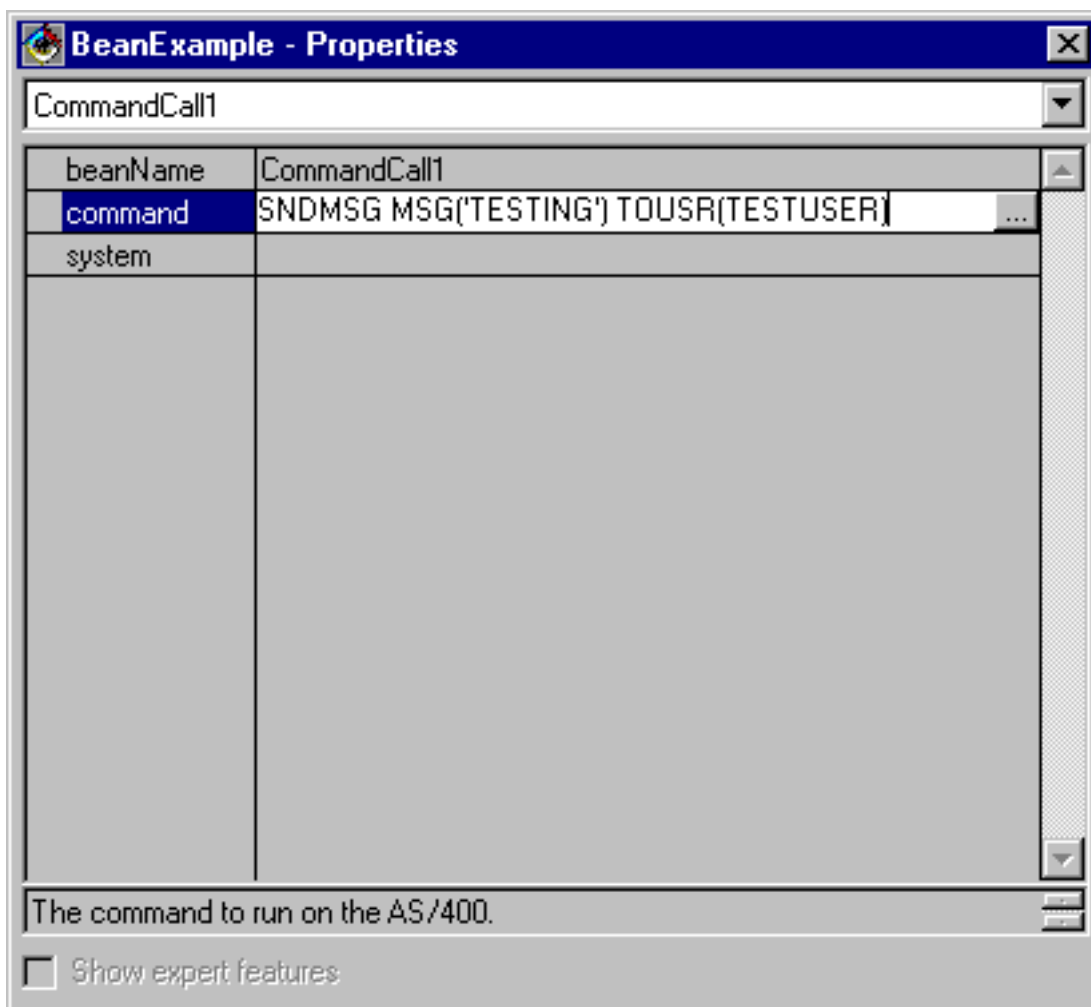 BeanExample - Properties
CommandCall1
beanName CommandCall1
command SNDMSG MSG('TESTING') TOUSR(TESTUSER) ...
system
The command to run on the AS/400.
Show expert features